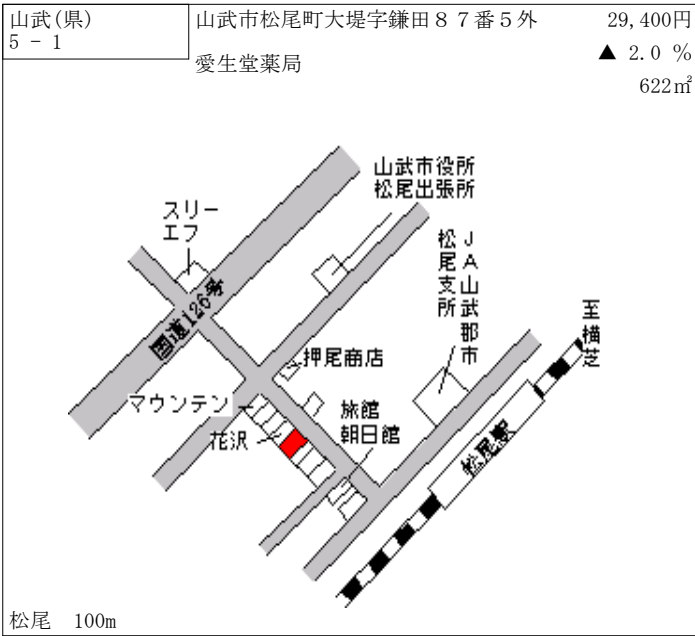 山武(県)
5 - 1
山武市松尾町大堤字鎌田８７番５外
愛生堂薬局
29,400円
▲ 2.0 %
622㎡
山武市役所
松尾出張所
スリー
エフ
ＪＡ山武郡市
松尾支所
国道126号
至横芝
押尾商店
マウンテン
花沢
旅館
朝日館
松尾駅
松尾　100m